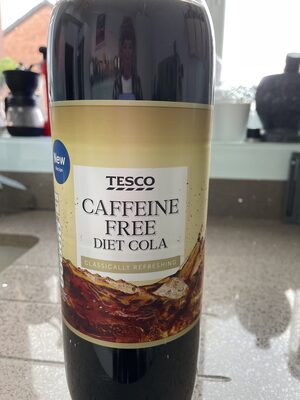 New
TESCO
CAFFEINE
FREE
DIET COLA
CLASSICALLY REFRESHING